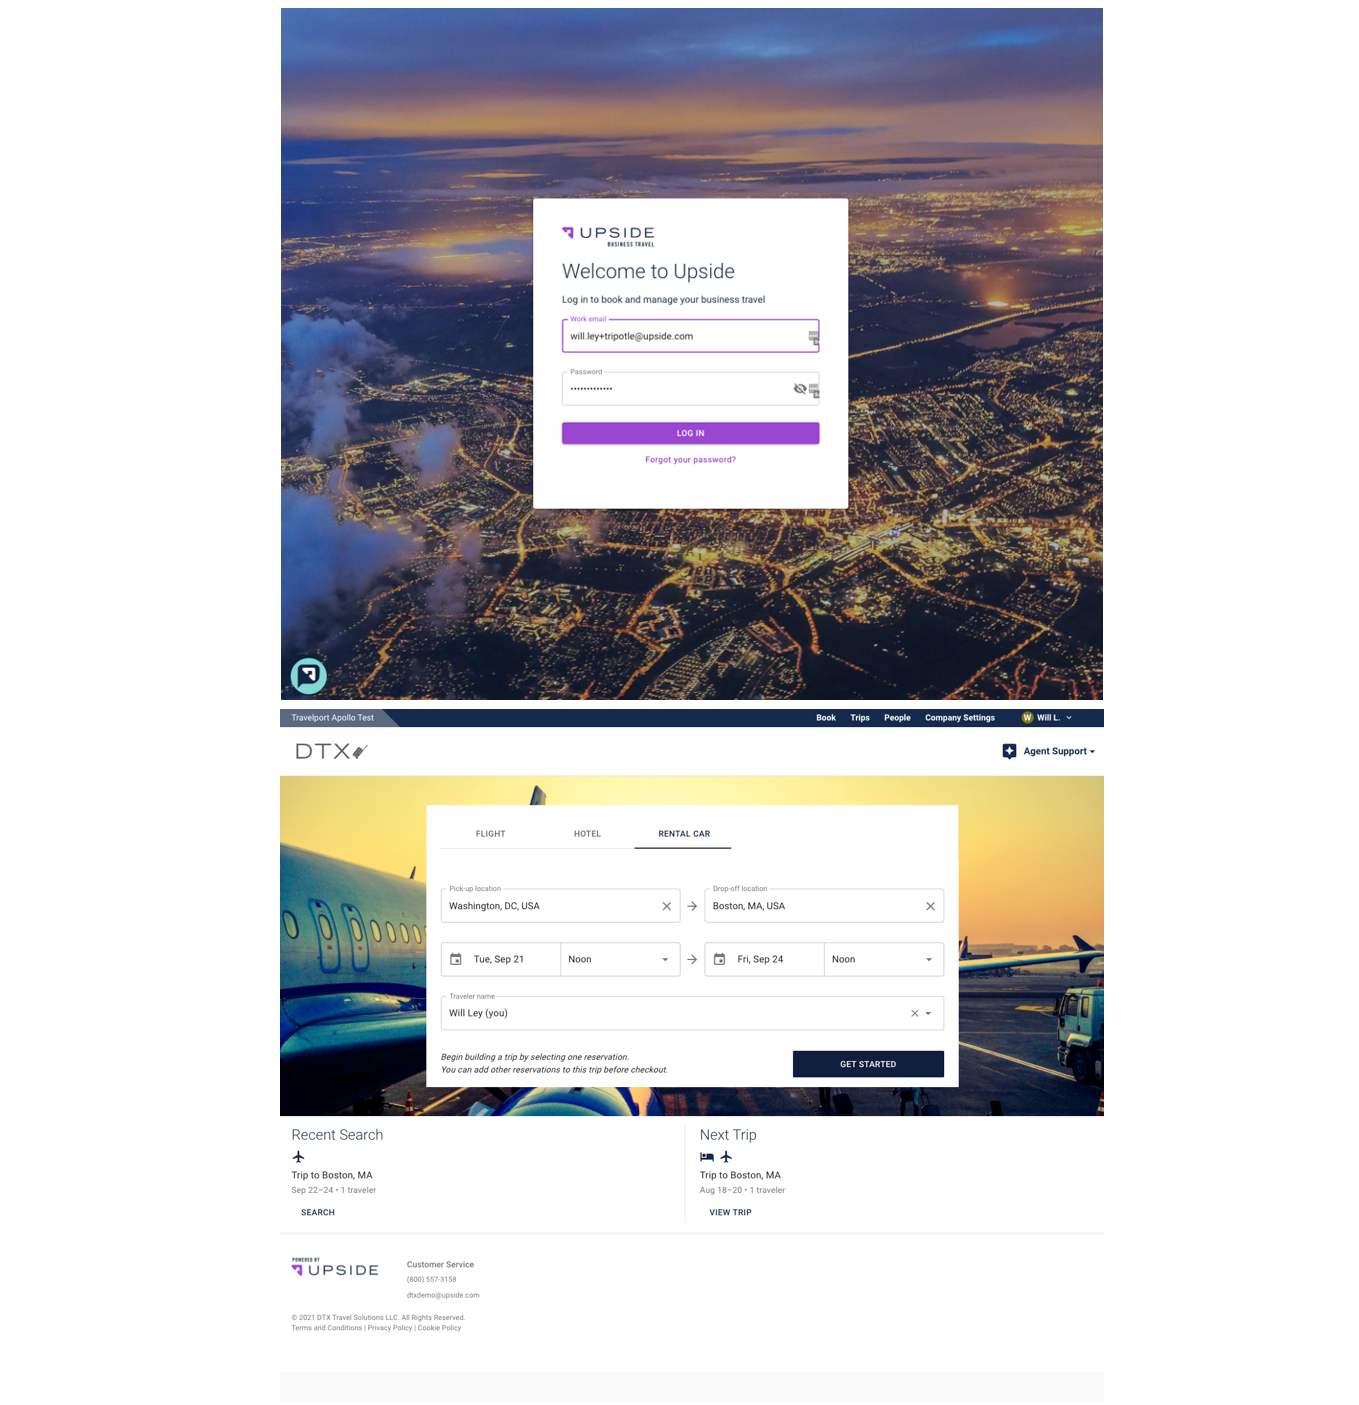 UPSIDE
BUSINESS TRAVEL
Welcome to Upside
Log in to book and manage your business travel
Work email
will.ley+tripotle@upside.com
Password
•••••••••••••
LOG IN
Forgot your password?
Travelport Apollo Test
Book Trips People Company Settings W Will L.
DTX
Agent Support
FLIGHT HOTEL RENTAL CAR
Pick-up location Drop-off location
Washington, DC, USA Boston, MA, USA
Tue, Sep 21 Noon Fri, Sep 24 Noon
Traveler name
Will Ley (you)
Begin building a trip by selecting one reservation.
You can add other reservations to this trip before checkout.
GET STARTED
Recent Search
Trip to Boston, MA
Sep 22–24 • 1 traveler
SEARCH
Next Trip
Trip to Boston, MA
Aug 18–20 • 1 traveler
VIEW TRIP
POWERED BY
UPSIDE
Customer Service
(800) 557-3158
dtxdemo@upside.com
© 2021 DTX Travel Solutions LLC. All Rights Reserved.
Terms and Conditions | Privacy Policy | Cookie Policy